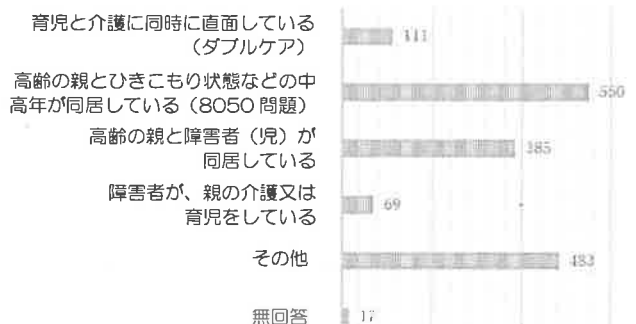 育児と介護に同時に直面している
（ダブルケア）
111
高齢の親とひきこもり状態などの中
高年が同居している（8050 問題）
550
高齢の親と障害者（児）が
同居している
385
障害者が、親の介護又は
育児をしている
69
その他
483
無回答
17